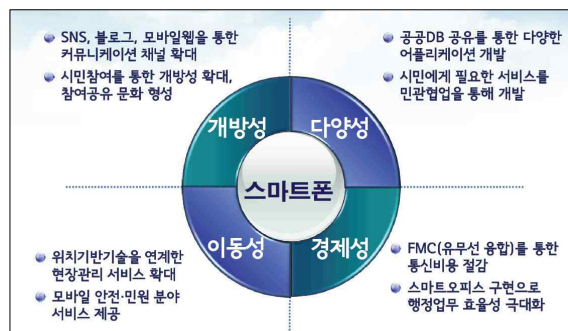 SNS, 블로그, 모바일웹을 통한
커뮤니케이션 채널 확대
시민참여를 통한 개방성 확대,
참여공유 문화 형성
공공DB 공유를 통한 다양한
어플리케이션 개발
시민에게 필요한 서비스를
민관협업을 통해 개발
개방성
다양성
스마트폰
이동성
경제성
위치기반기술을 연계한
현장관리 서비스 확대
모바일 안전·민원 분야
서비스 제공
FMC(유무선 융합)를 통한
통신비용 절감
스마트오피스 구현으로
행정업무 효율성 극대화